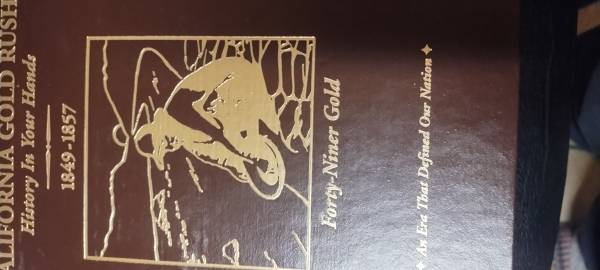 ALIFORNIA GOLD RUSH
History In Your Hands
1849-1857
Forty-Niner Gold
✦ An Era That Defined Our Nation ✦